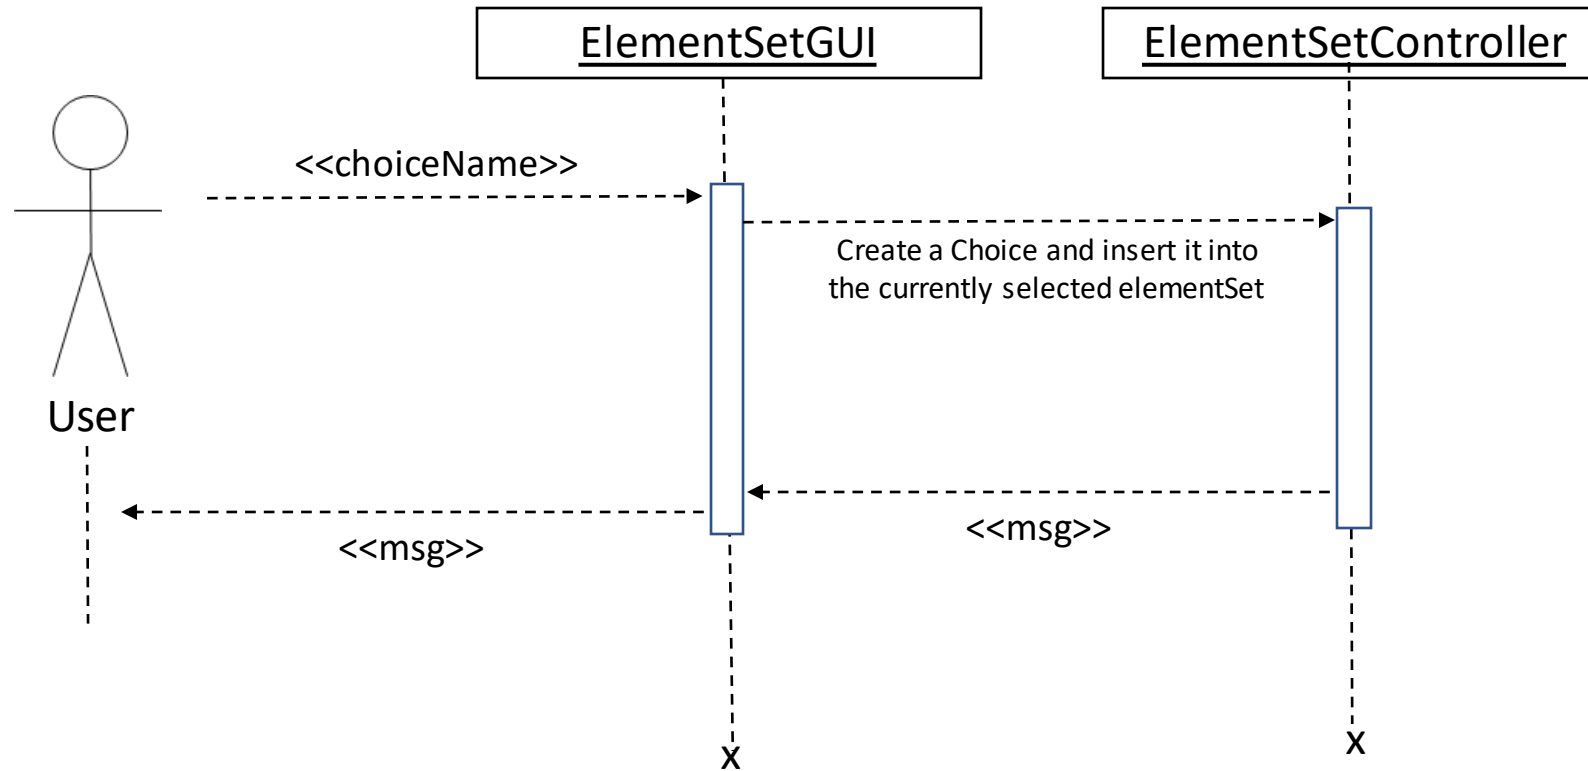 ElementSetGUI
ElementSetController
<<choiceName>>
Create a Choice and insert it into
the currently selected elementSet
User
<<msg>>
<<msg>>
x
x